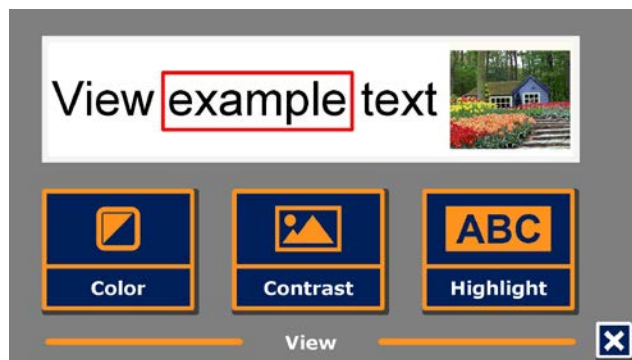 View example text
ABC
Color Contrast Highlight
View